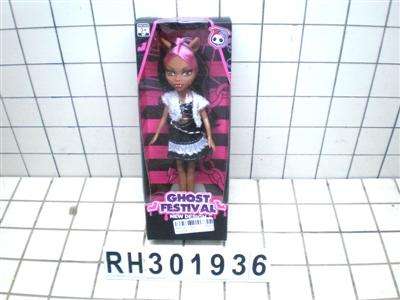 GHOST
FESTIVAL
NEW DESIGN
RH301936